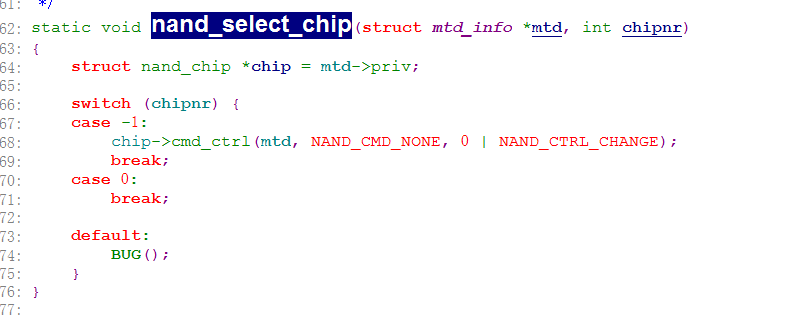 61: */
62: static void nand_select_chip(struct mtd_info *mtd, int chipnr)
63: {
64: struct nand_chip *chip = mtd->priv;
65:
66: switch (chipnr) {
67: case -1:
68: chip->cmd_ctrl(mtd, NAND_CMD_NONE, 0 | NAND_CTRL_CHANGE);
69: break;
70: case 0:
71: break;
72:
73: default:
74: BUG();
75: }
76: }
77: